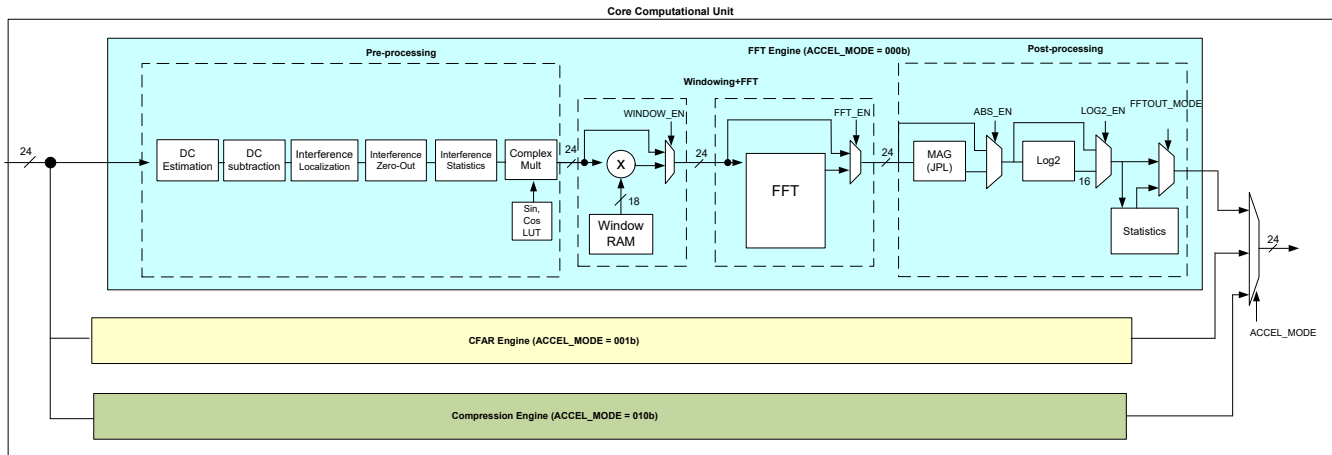 Core Computational Unit
Pre-processing
FFT Engine (ACCEL_MODE = 000b)
Post-processing
Windowing+FFT
WINDOW_EN
FFT_EN
ABS_EN
LOG2_EN
FFTOUT_MODE
24
DC
Estimation
DC
subtraction
Interference
Localization
Interference
Zero-Out
Interference
Statistics
Complex
Mult
24
X
24
FFT
24
MAG
(JPL)
Log2
16
Sin,
Cos
LUT
18
Window
RAM
Statistics
24
ACCEL_MODE
CFAR Engine (ACCEL_MODE = 001b)
Compression Engine (ACCEL_MODE = 010b)